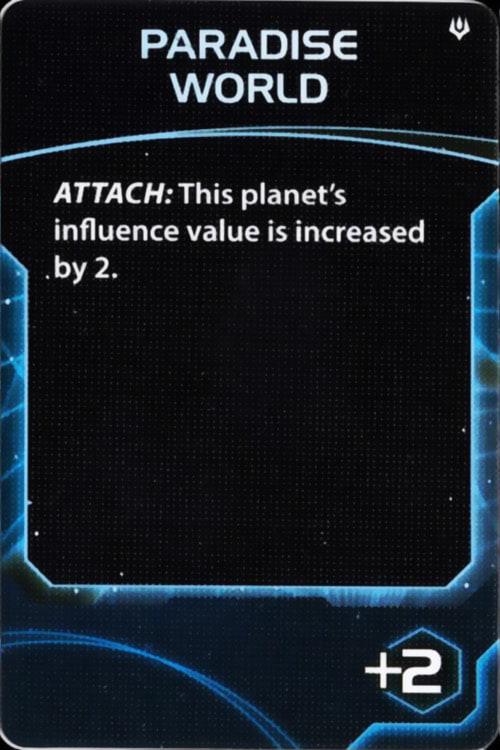 PARADISE
WORLD
ATTACH: This planet's
influence value is increased
by 2.
+2